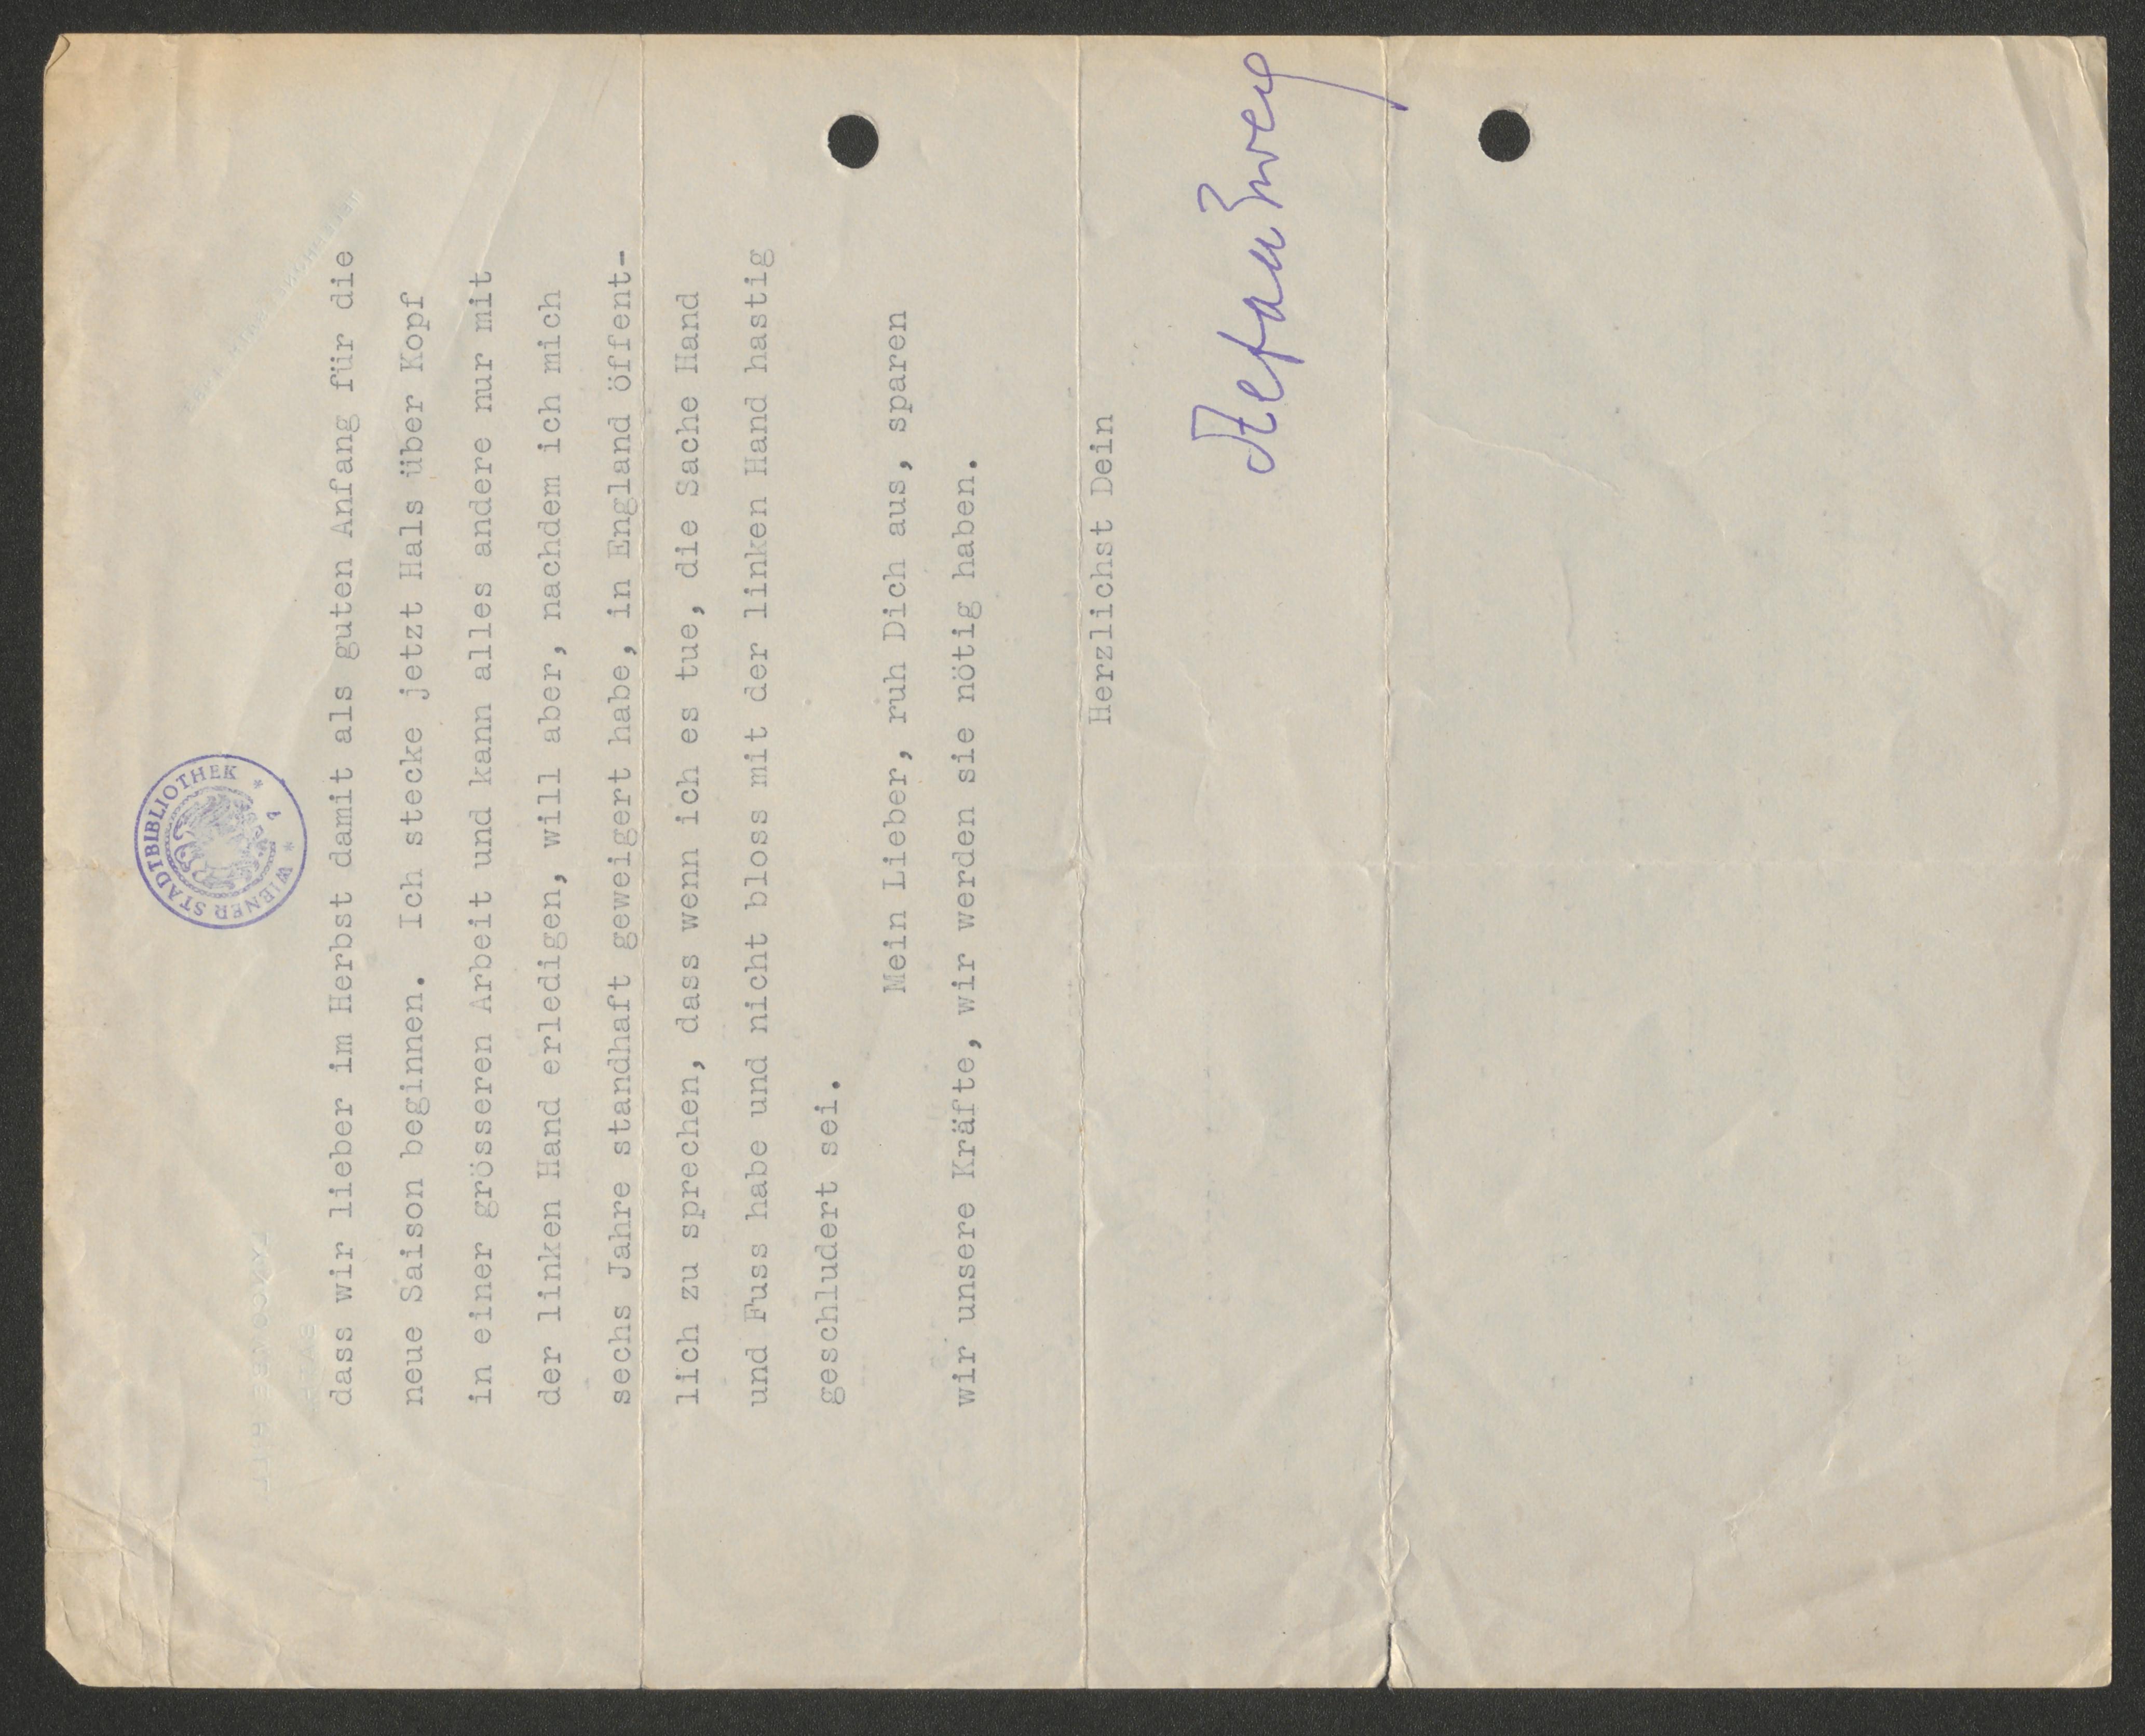 WIENER STADTBIBLIOTHEK * 1 *
dass wir lieber im Herbst damit als guten Anfang für die
neue Saison beginnen. Ich stecke jetzt Hals über Kopf
in einer grösseren Arbeit und kann alles andere nur mit
der linken Hand erledigen, will aber, nachdem ich mich
sechs Jahre standhaft geweigert habe, in England öffent-
lich zu sprechen, dass wenn ich es tue, die Sache Hand
und Fuss habe und nicht bloss mit der linken Hand hastig
geschludert sei.
Mein Lieber, ruh Dich aus, sparen
wir unsere Kräfte, wir werden sie nötig haben.
Herzlichst Dein
Stefan Zweig